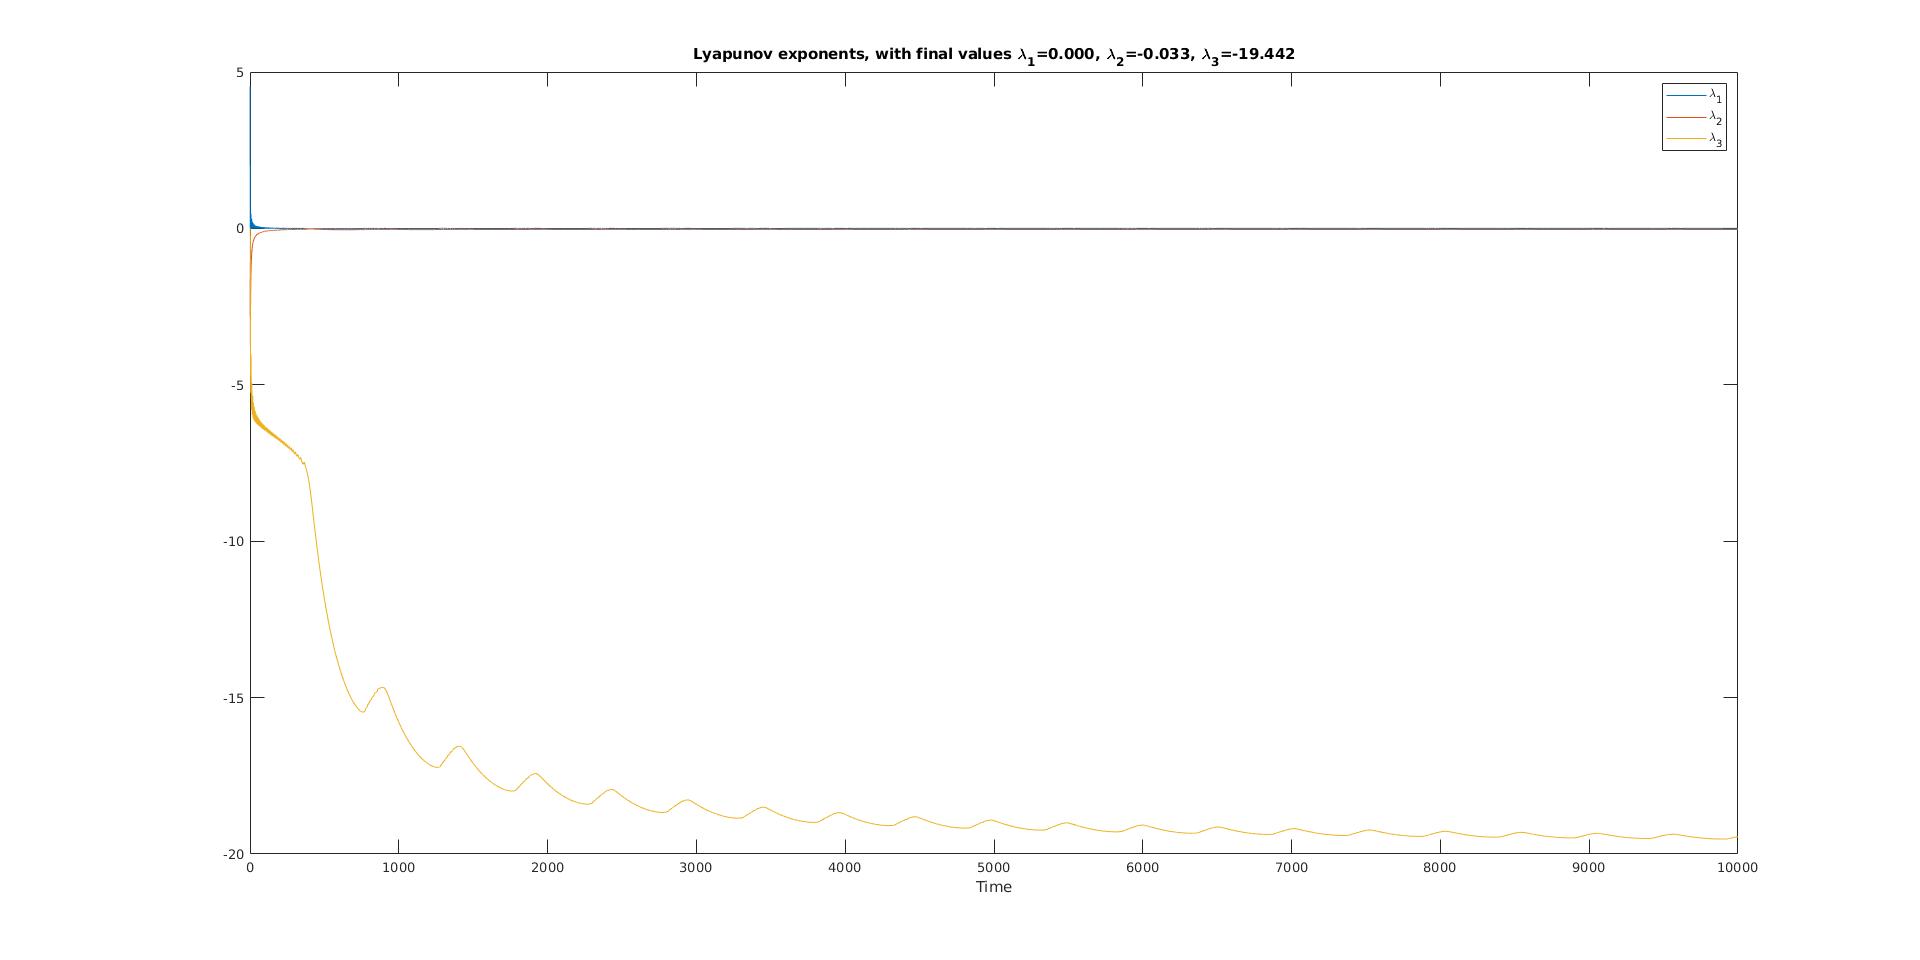 Lyapunov exponents, with final values λ1=0.000, λ2=-0.033, λ3=-19.442
5
0
-5
-10
-15
-20
λ1
λ2
λ3
0 1000 2000 3000 4000 5000 6000 7000 8000 9000 10000
Time